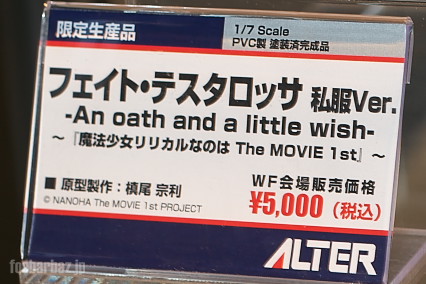 限定生産品
1/7 Scale
PVC製 塗装済完成品
フェイト・テスタロッサ 私服Ver.
-An oath and a little wish-
～『魔法少女リリカルなのは The MOVIE 1st』～
■ 原型製作：槙尾 宗利
© NANOHA The MOVIE 1st PROJECT
WF会場販売価格
¥5,000（税込）
ALTER
foobarbaz.jp